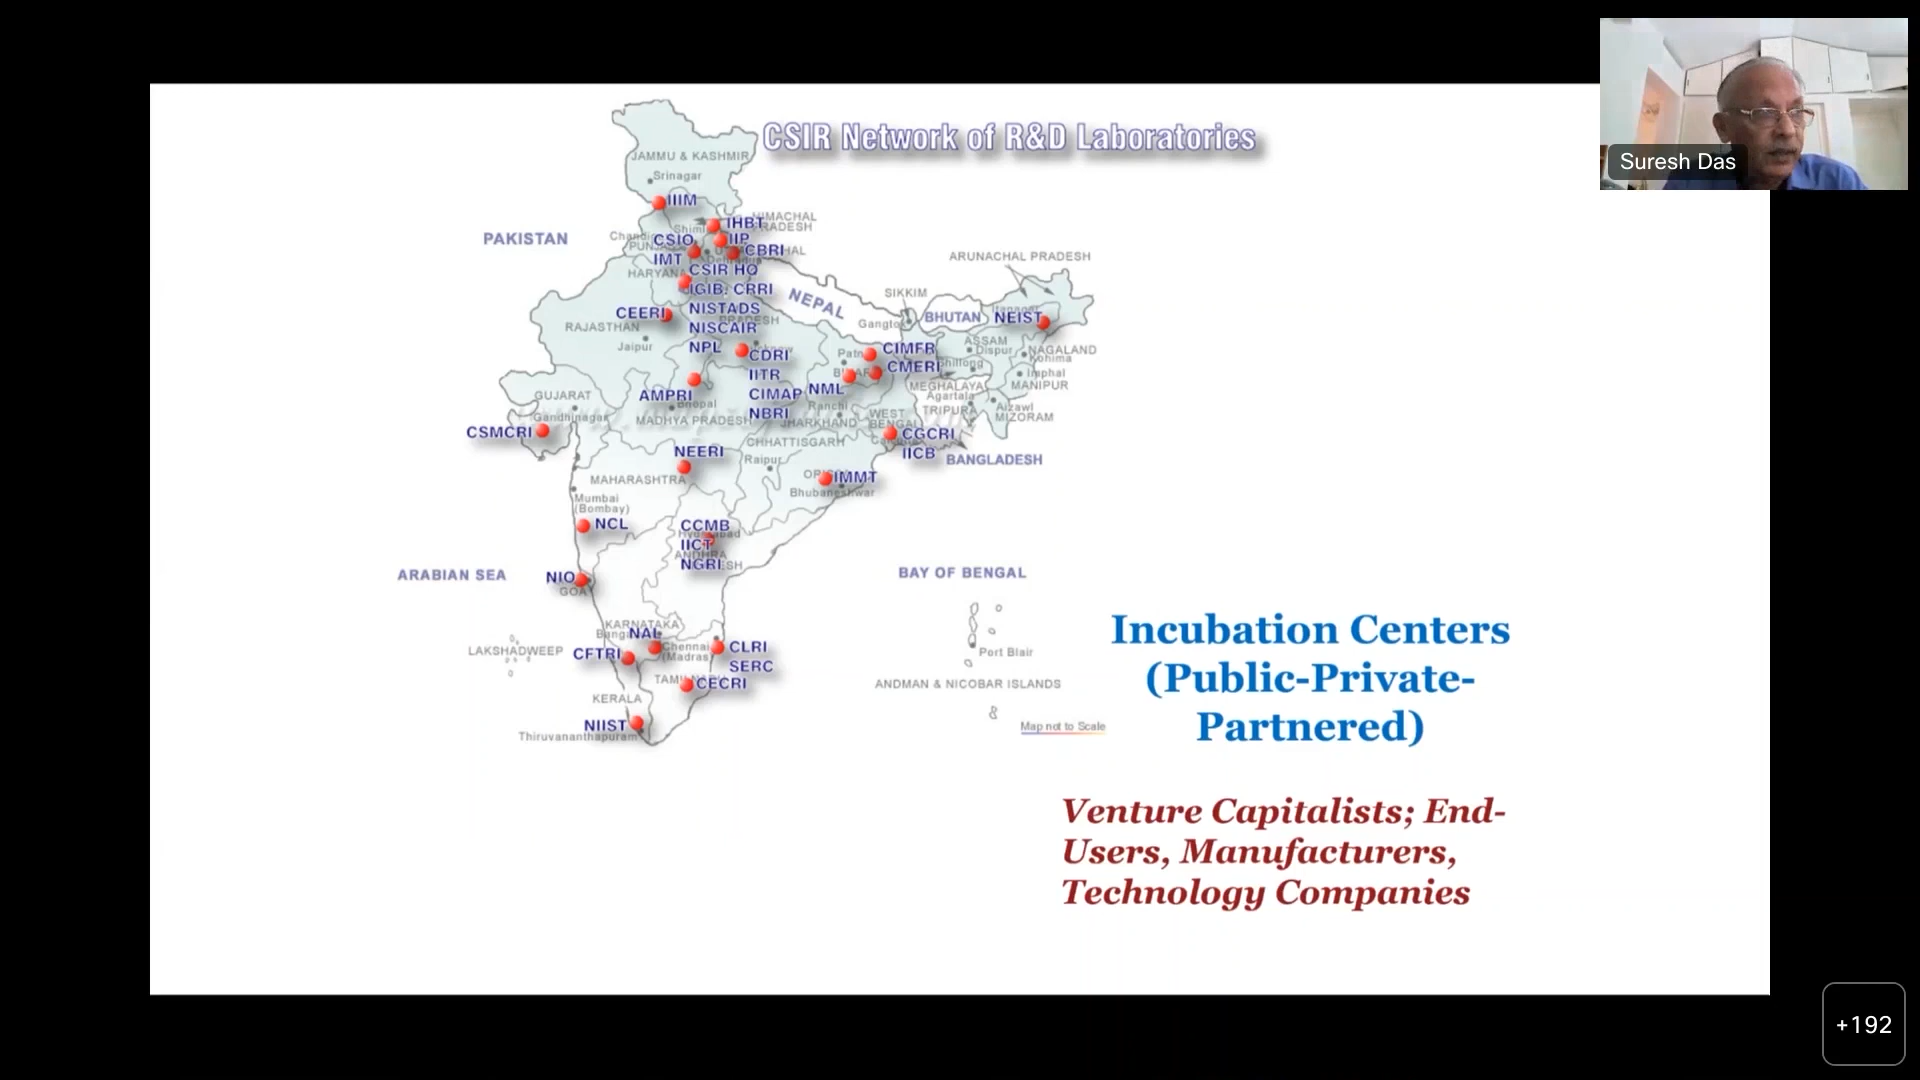 CSIR Network of R&D Laboratories
Suresh Das
JAMMU & KASHMIR
Srinagar
IIIM
PAKISTAN
IHBT
HIMACHAL
PRADESH
CSIO
IIP
IMT
CBRI
HARYANA
CSIR HQ
IGIB, CRRI
NEPAL
ARUNACHAL PRADESH
SIKKIM
BHUTAN
NEIST
CEERI
NISTADS
PRADESH
RAJASTHAN
NISCAIR
Gangtok
Jaipur
NPL
CDRI
IITR
CIMFR
CMERI
ASSAM
Dispur
NAGALAND
Kohima
Imphal
MANIPUR
MEGHALAYA
Agartala
TRIPURA
Aizawl
MIZORAM
GUJARAT
Gandhinagar
AMPRI
Bhopal
MADHYA PRADESH
CIMAP
NBRI
NML
Ranchi
JHARKHAND
WEST
BENGAL
CSMCRI
CHHATTISGARH
CGCRI
IICB
BANGLADESH
NEERI
Raipur
MAHARASHTRA
IMMT
Bhubaneshwar
Mumbai
(Bombay)
NCL
CCMB
IICT
NGRI
ARABIAN SEA
NIO
GOA
BAY OF BENGAL
KARNATAKA
NAL
LAKSHADWEEP
CFTRI
Chennai
(Madras)
CLRI
SERC
CECRI
KERALA
NIIST
Thiruvananthapuram
Port Blair
ANDMAN & NICOBAR ISLANDS
Map not to Scale
Incubation Centers
(Public-Private-
Partnered)
Venture Capitalists; End-
Users, Manufacturers,
Technology Companies
+192